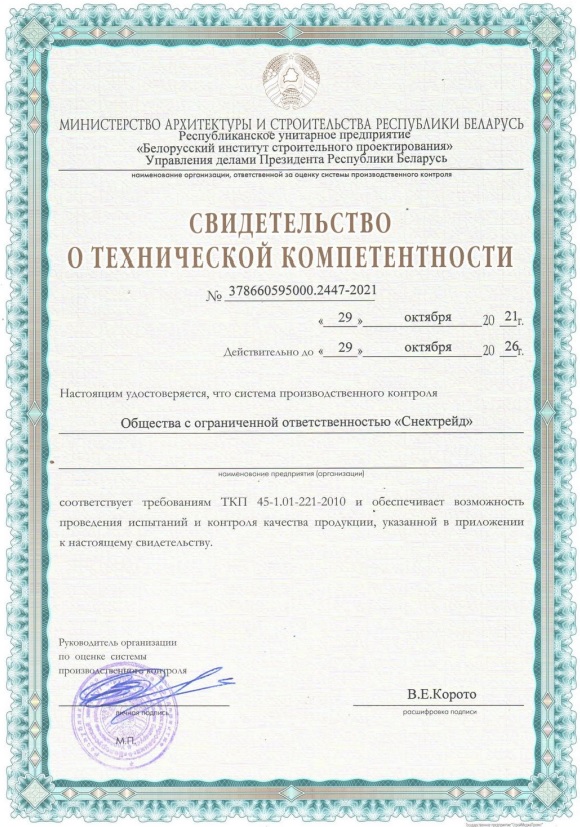 МИНИСТЕРСТВО АРХИТЕКТУРЫ И СТРОИТЕЛЬСТВА РЕСПУБЛИКИ БЕЛАРУСЬ
Республиканское унитарное предприятие
«Белорусский институт строительного проектирования»
Управления делами Президента Республики Беларусь
наименование организации, ответственной за оценку системы производственного контроля
СВИДЕТЕЛЬСТВО
О ТЕХНИЧЕСКОЙ КОМПЕТЕНТНОСТИ
№ 378660595000.2447-2021
« 29 » октября 20 21г.
Действительно до « 29 » октября 20 26г.
Настоящим удостоверяется, что система производственного контроля
Общества с ограниченной ответственностью «Снектрейд»
наименование предприятия (организации)
соответствует требованиям ТКП 45-1.01-221-2010 и обеспечивает возможность
проведения испытаний и контроля качества продукции, указанной в приложении
к настоящему свидетельству.
Руководитель организации
по оценке системы
производственного контроля
В.Е.Корото
личная подпись
расшифровка подписи
М.П.